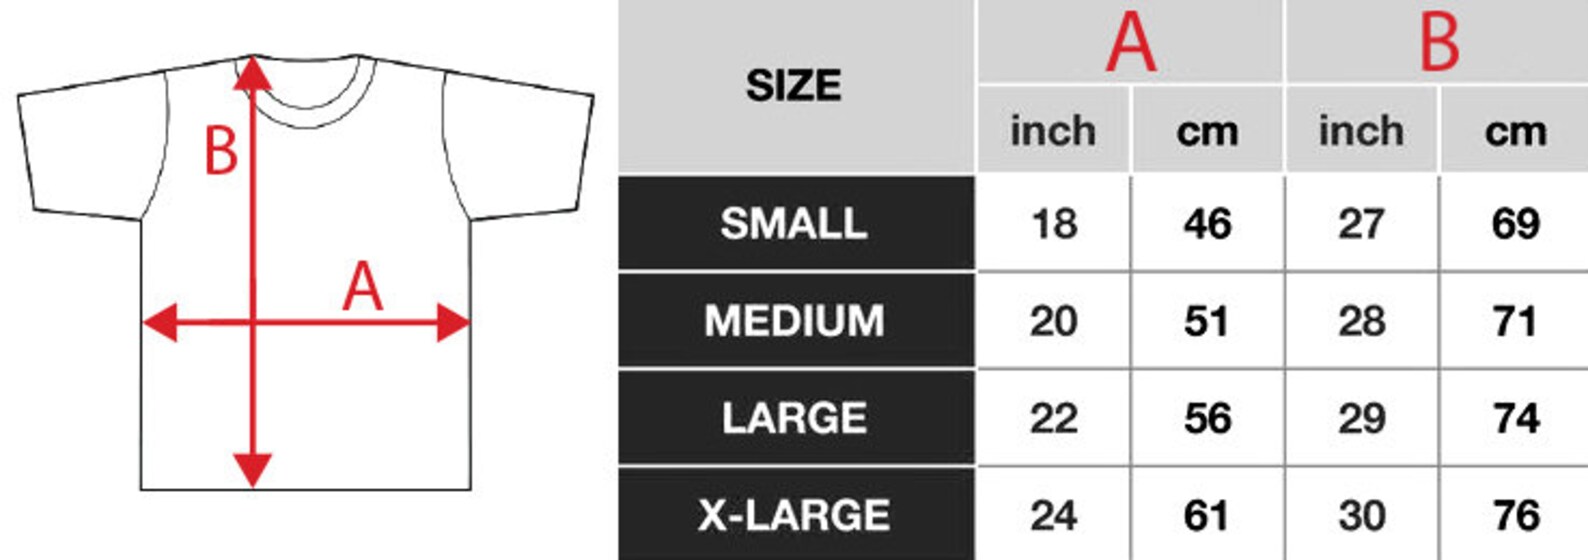 B
A
SIZE A B
inch cm inch cm
SMALL 18 46 27 69
MEDIUM 20 51 28 71
LARGE 22 56 29 74
X-LARGE 24 61 30 76